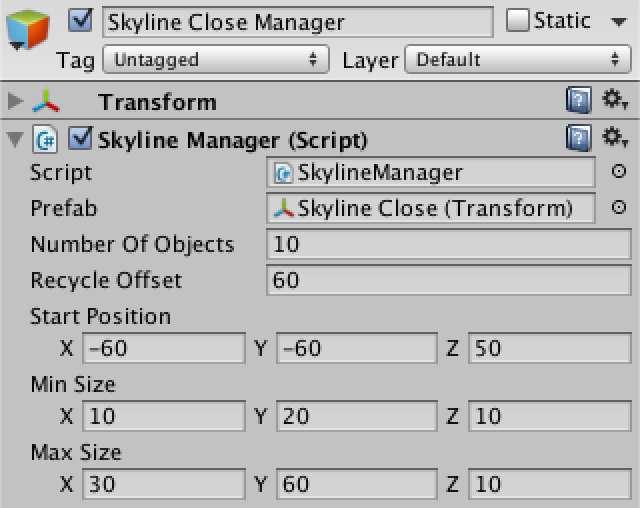 Skyline Close Manager Static
Tag Untagged Layer Default
Transform
Skyline Manager (Script)
Script SkylineManager
Prefab Skyline Close (Transform)
Number Of Objects 10
Recycle Offset 60
Start Position
X -60 Y -60 Z 50
Min Size
X 10 Y 20 Z 10
Max Size
X 30 Y 60 Z 10